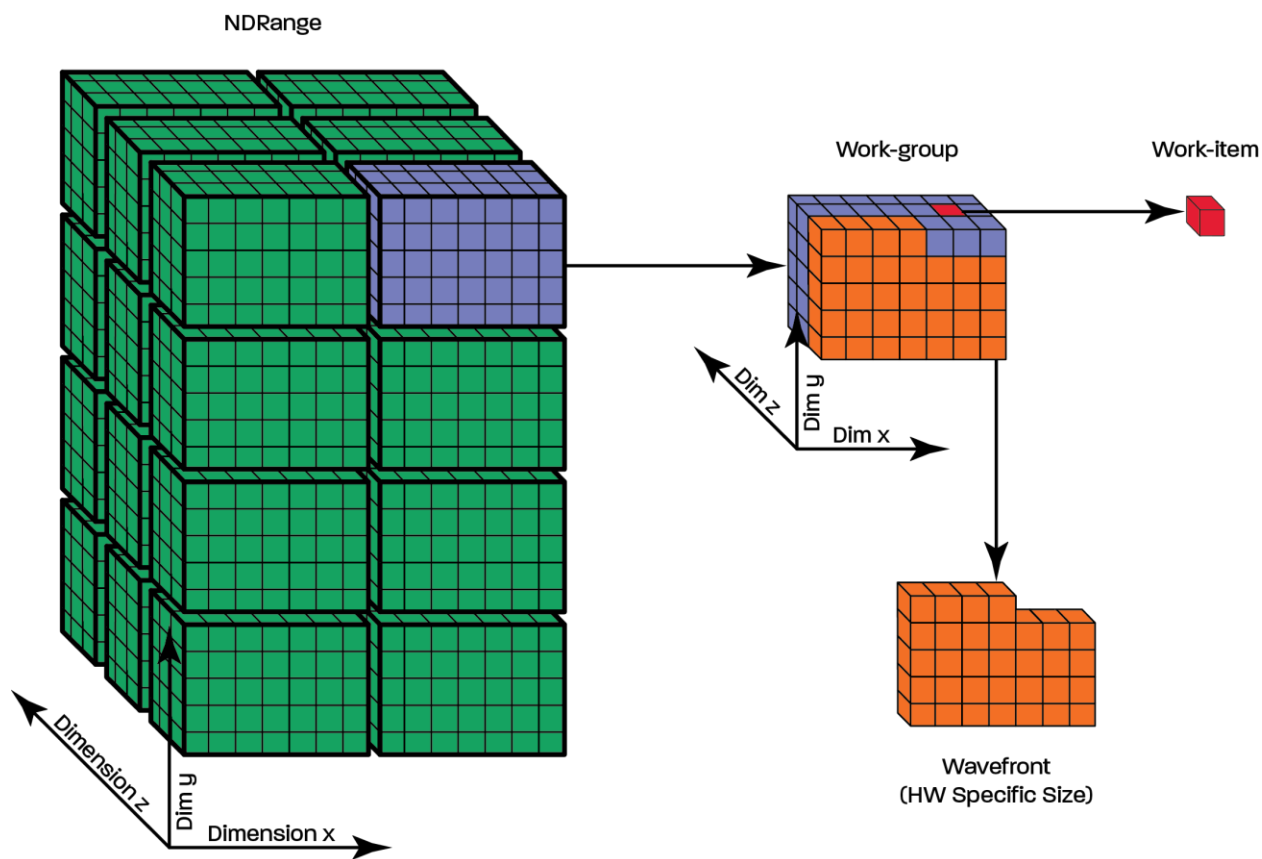 NDRange
Work-group
Work-item
Dim z
Dim y
Dim x
Dimension z
Dim y
Dimension x
Wavefront
(HW Specific Size)